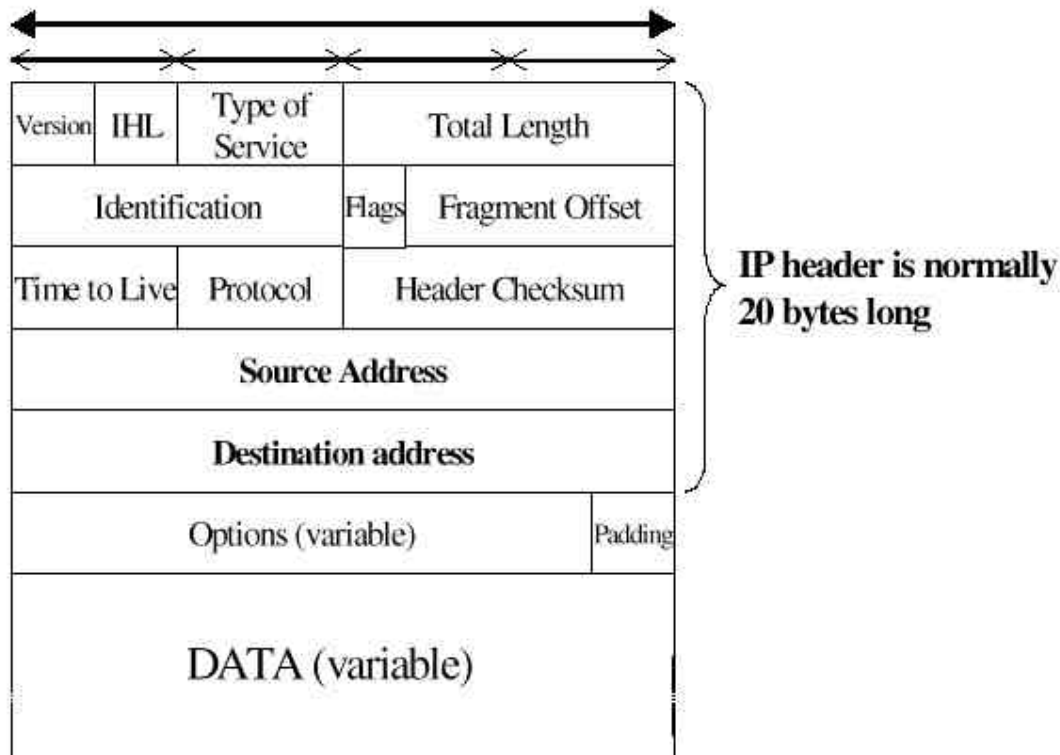 Version IHL Type of Service Total Length
Identification Flags Fragment Offset
Time to Live Protocol Header Checksum
IP header is normally
20 bytes long
Source Address
Destination address
Options (variable) Padding
DATA (variable)